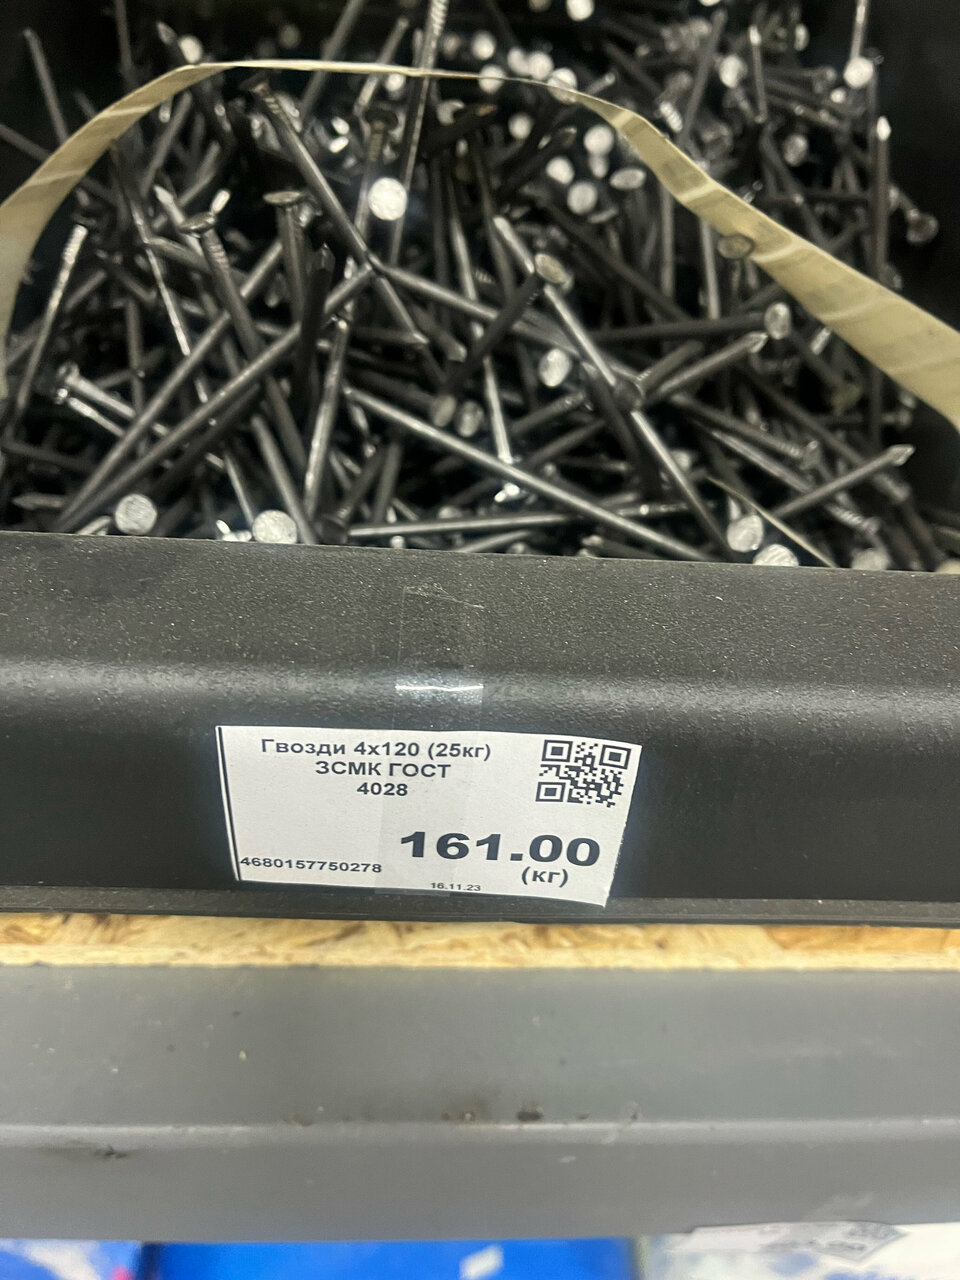 Гвозди 4х120 (25кг)
ЗСМК ГОСТ
4028
161.00
(кг)
4680157750278
16.11.23